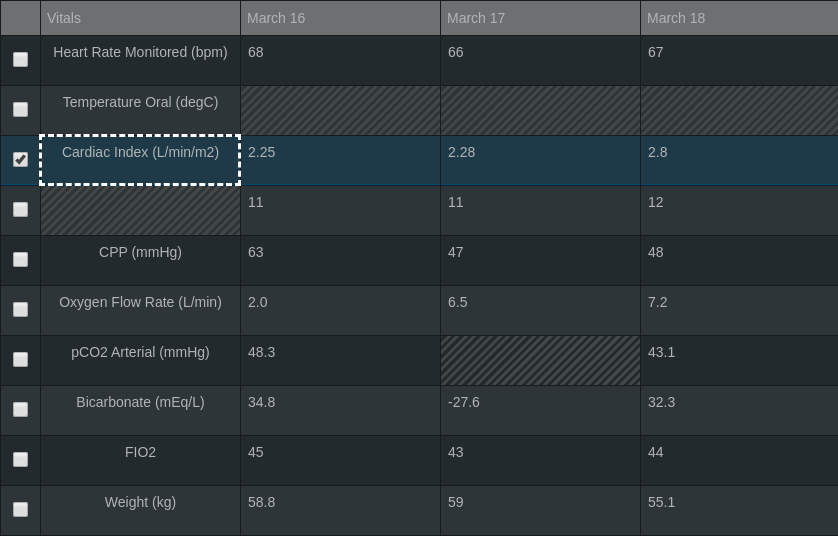 Vitals March 16 March 17 March 18
Heart Rate Monitored (bpm) 68 66 67
Temperature Oral (degC)
Cardiac Index (L/min/m2) 2.25 2.28 2.8
11 11 12
CPP (mmHg) 63 47 48
Oxygen Flow Rate (L/min) 2.0 6.5 7.2
pCO2 Arterial (mmHg) 48.3 43.1
Bicarbonate (mEq/L) 34.8 -27.6 32.3
FIO2 45 43 44
Weight (kg) 58.8 59 55.1